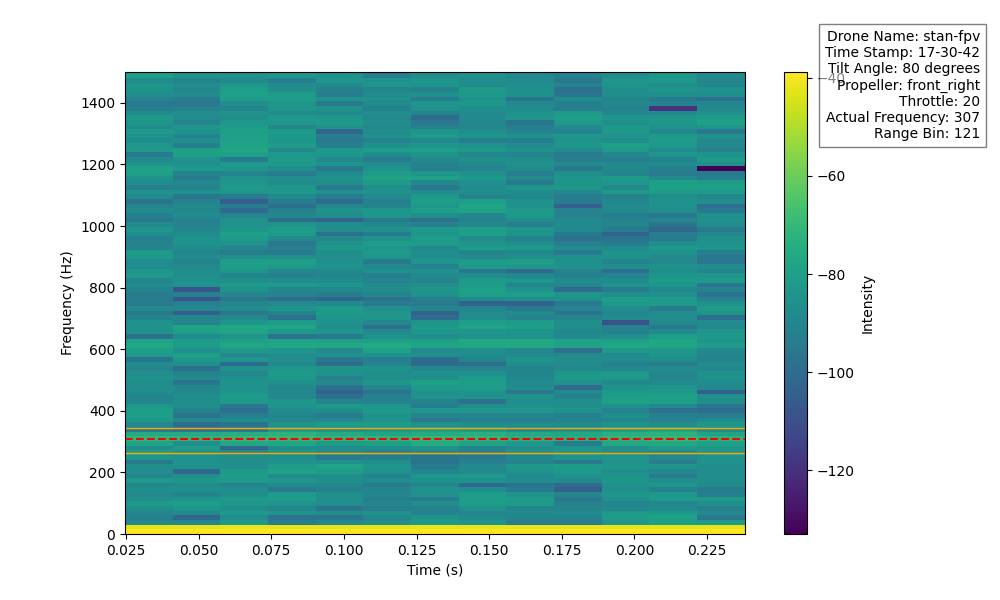 Drone Name: stan-fpv
Time Stamp: 17-30-42
Tilt Angle: 80 degrees
Propeller: front_right
Throttle: 20
Actual Frequency: 307
Range Bin: 121
1400
1200
1000
800
600
400
200
0
Frequency (Hz)
0.025 0.050 0.075 0.100 0.125 0.150 0.175 0.200 0.225
Time (s)
−40
−60
−80
−100
−120
Intensity